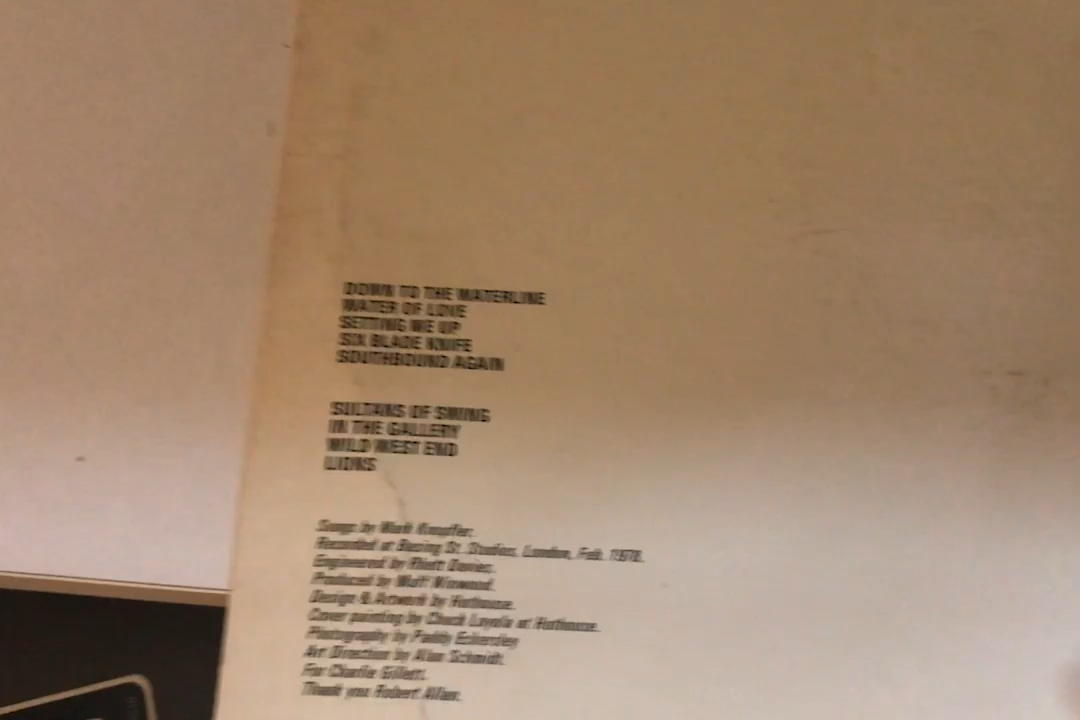 DOWN TO THE WATERLINE
WATER OF LOVE
SETTING ME UP
SIX BLADE KNIFE
SOUTHBOUND AGAIN
SULTANS OF SWING
IN THE GALLERY
WILD WEST END
LIONS
Songs by Mark Knopfler.
Recorded at Basing St. Studios, London, Feb. 1978.
Engineered by Rhett Davies.
Produced by Muff Winwood.
Design & Artwork by Hothouse.
Cover painting by Chuck Loyola at Hothouse.
Photography by Paddy Eckersley
Art Direction by Alan Schmidt.
For Charlie Gillett.
Thank you Robert Allan.